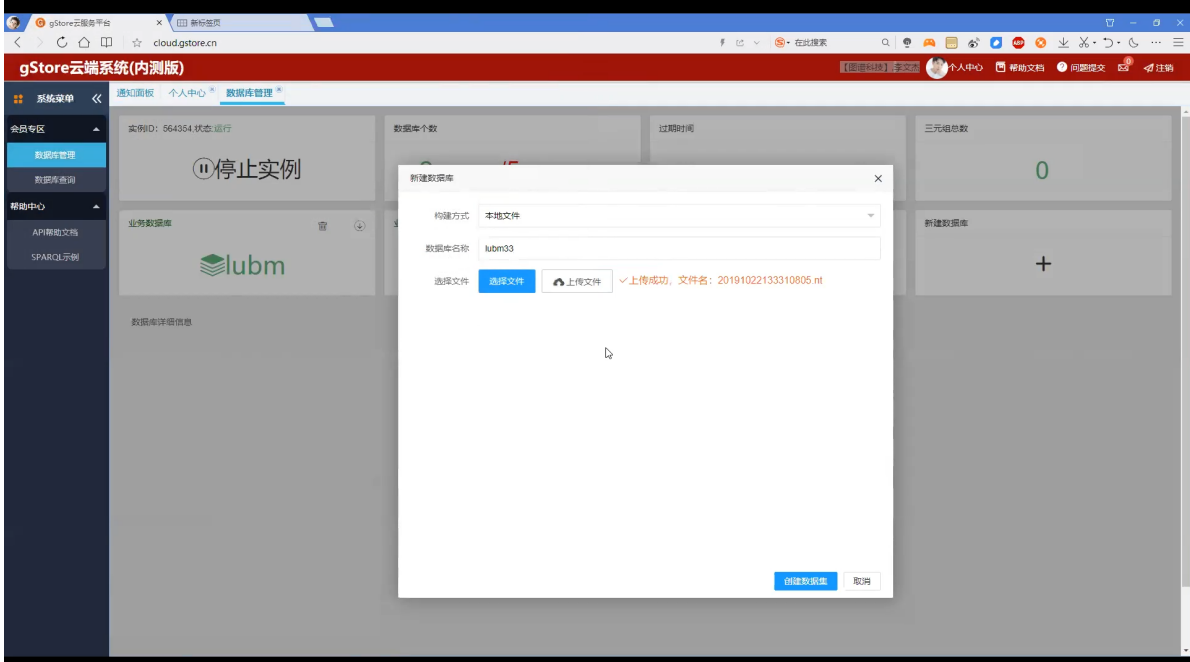 gStore云服务平台
新标签页
cloud.gstore.cn
在此搜索
gStore云端系统(内测版)
【图谱科技】李文杰
个人中心
帮助文档
问题提交
0
注销
系统菜单
通知面板
个人中心
数据库管理
会员专区
数据库管理
数据库查询
帮助中心
API帮助文档
SPARQL示例
实例ID：564354,状态:运行
停止实例
数据库个数
过期时间
三元组总数
0
业务数据库
lubm
新建数据库
数据库详细信息
新建数据库
构建方式
本地文件
数据库名称
lubm33
选择文件
选择文件
上传文件
上传成功，文件名：20191022133310805.nt
创建数据集
取消